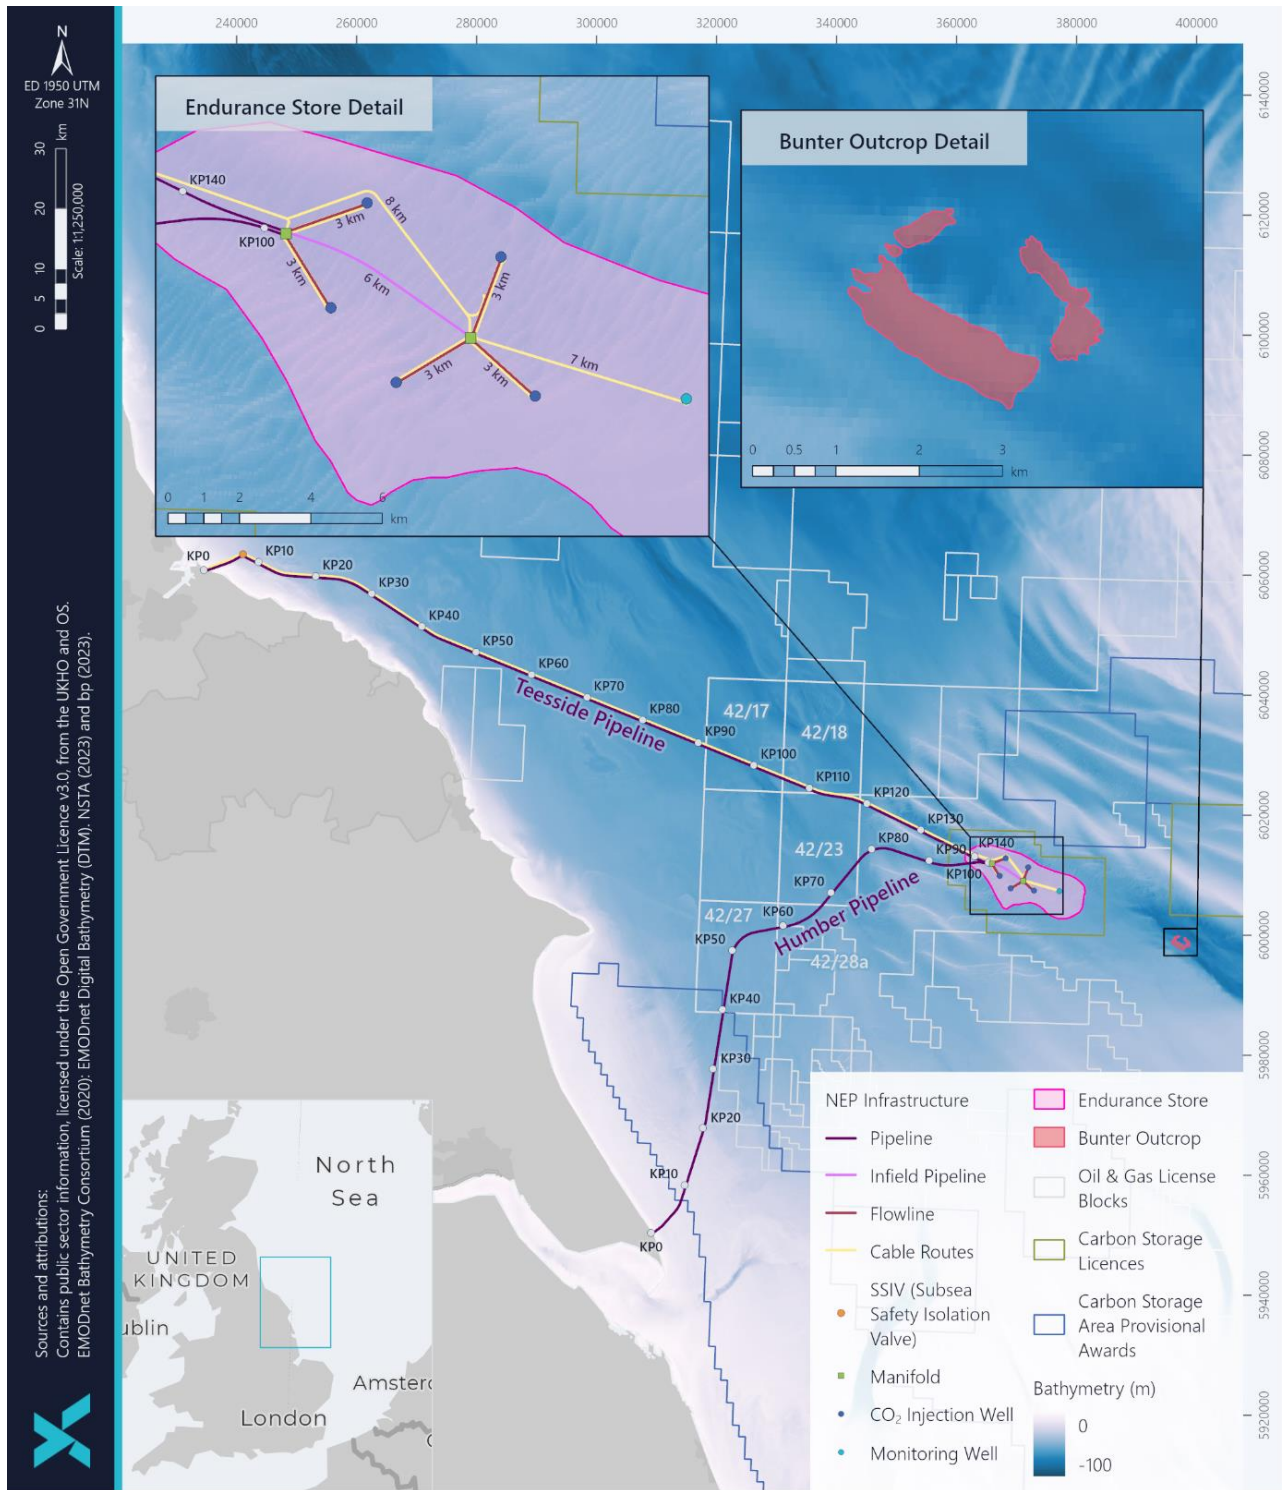 N
ED 1950 UTM
Zone 31N
30
20
10
5
0
km
Scale: 1:1,250,000
Sources and attributions:
Contains public sector information, licensed under the Open Government Licence v3.0, from the UKHO and OS.
EMODnet Bathymetry Consortium (2020): EMODnet Digital Bathymetry (DTM). NSTA (2023) and bp (2023).
240000
260000
280000
300000
320000
340000
360000
380000
400000
6140000
6120000
6100000
6080000
6060000
6040000
6020000
6000000
5980000
5960000
5940000
5920000
Endurance Store Detail
KP140
KP100
3 km
8 km
3 km
6 km
3 km
3 km
3 km
7 km
0 1 2 4 6
km
Bunter Outcrop Detail
0 0.5 1 2 3
km
KP0
KP10
KP20
KP30
KP40
KP50
KP60
KP70
KP80
KP90
KP100
KP110
KP120
KP130
KP140
Teesside Pipeline
42/17
42/18
42/23
42/27
42/28a
KP100
KP90
KP80
KP70
KP60
KP50
KP40
KP30
KP20
KP10
KP0
Humber Pipeline
North
Sea
UNITED
KINGDOM
ublin
Amster
London
NEP Infrastructure
Pipeline
Infield Pipeline
Flowline
Cable Routes
SSIV (Subsea
Safety Isolation
Valve)
Manifold
CO₂ Injection Well
Monitoring Well
Endurance Store
Bunter Outcrop
Oil & Gas License
Blocks
Carbon Storage
Licences
Carbon Storage
Area Provisional
Awards
Bathymetry (m)
0
-100